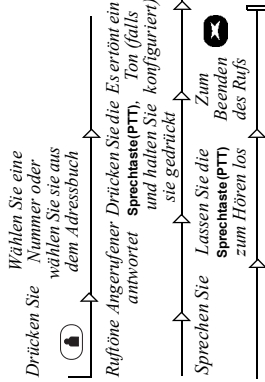 Drücken Sie
Wählen Sie eine
Nummer oder
wählen Sie sie aus
dem Adressbuch
Ruftöne
Angerufener
antwortet
Drücken Sie die
Sprechtaste (PTT),
und halten Sie
sie gedrückt
Es ertönt ein
Ton (falls
konfiguriert)
Sprechen Sie
Lassen Sie die
Sprechtaste (PTT)
zum Hören los
Zum
Beenden
des Rufs